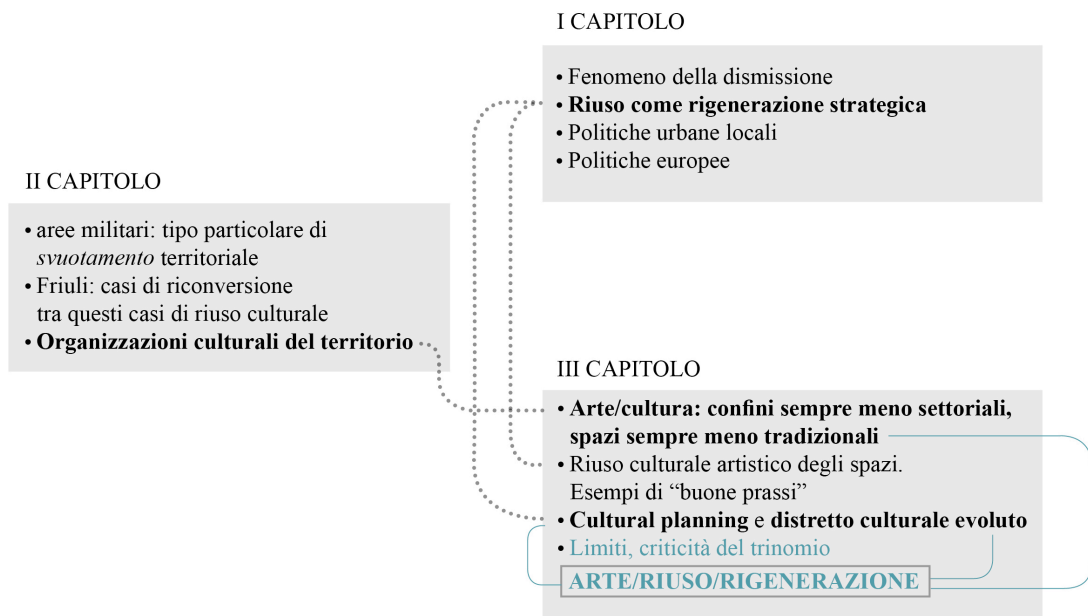 I CAPITOLO
• Fenomeno della dismissione
• Riuso come rigenerazione strategica
• Politiche urbane locali
• Politiche europee
II CAPITOLO
• aree militari: tipo particolare di
svuotamento territoriale
• Friuli: casi di riconversione
tra questi casi di riuso culturale
• Organizzazioni culturali del territorio
III CAPITOLO
• Arte/cultura: confini sempre meno settoriali,
spazi sempre meno tradizionali
• Riuso culturale artistico degli spazi.
Esempi di “buone prassi”
• Cultural planning e distretto culturale evoluto
• Limiti, criticità del trinomio
ARTE/RIUSO/RIGENERAZIONE